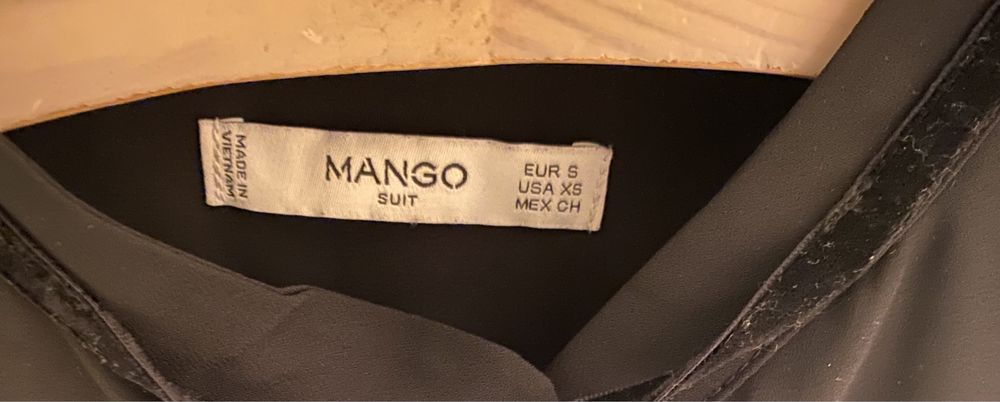 MADE IN
VIETNAM
MANGO
SUIT
EUR S
USA XS
MEX CH